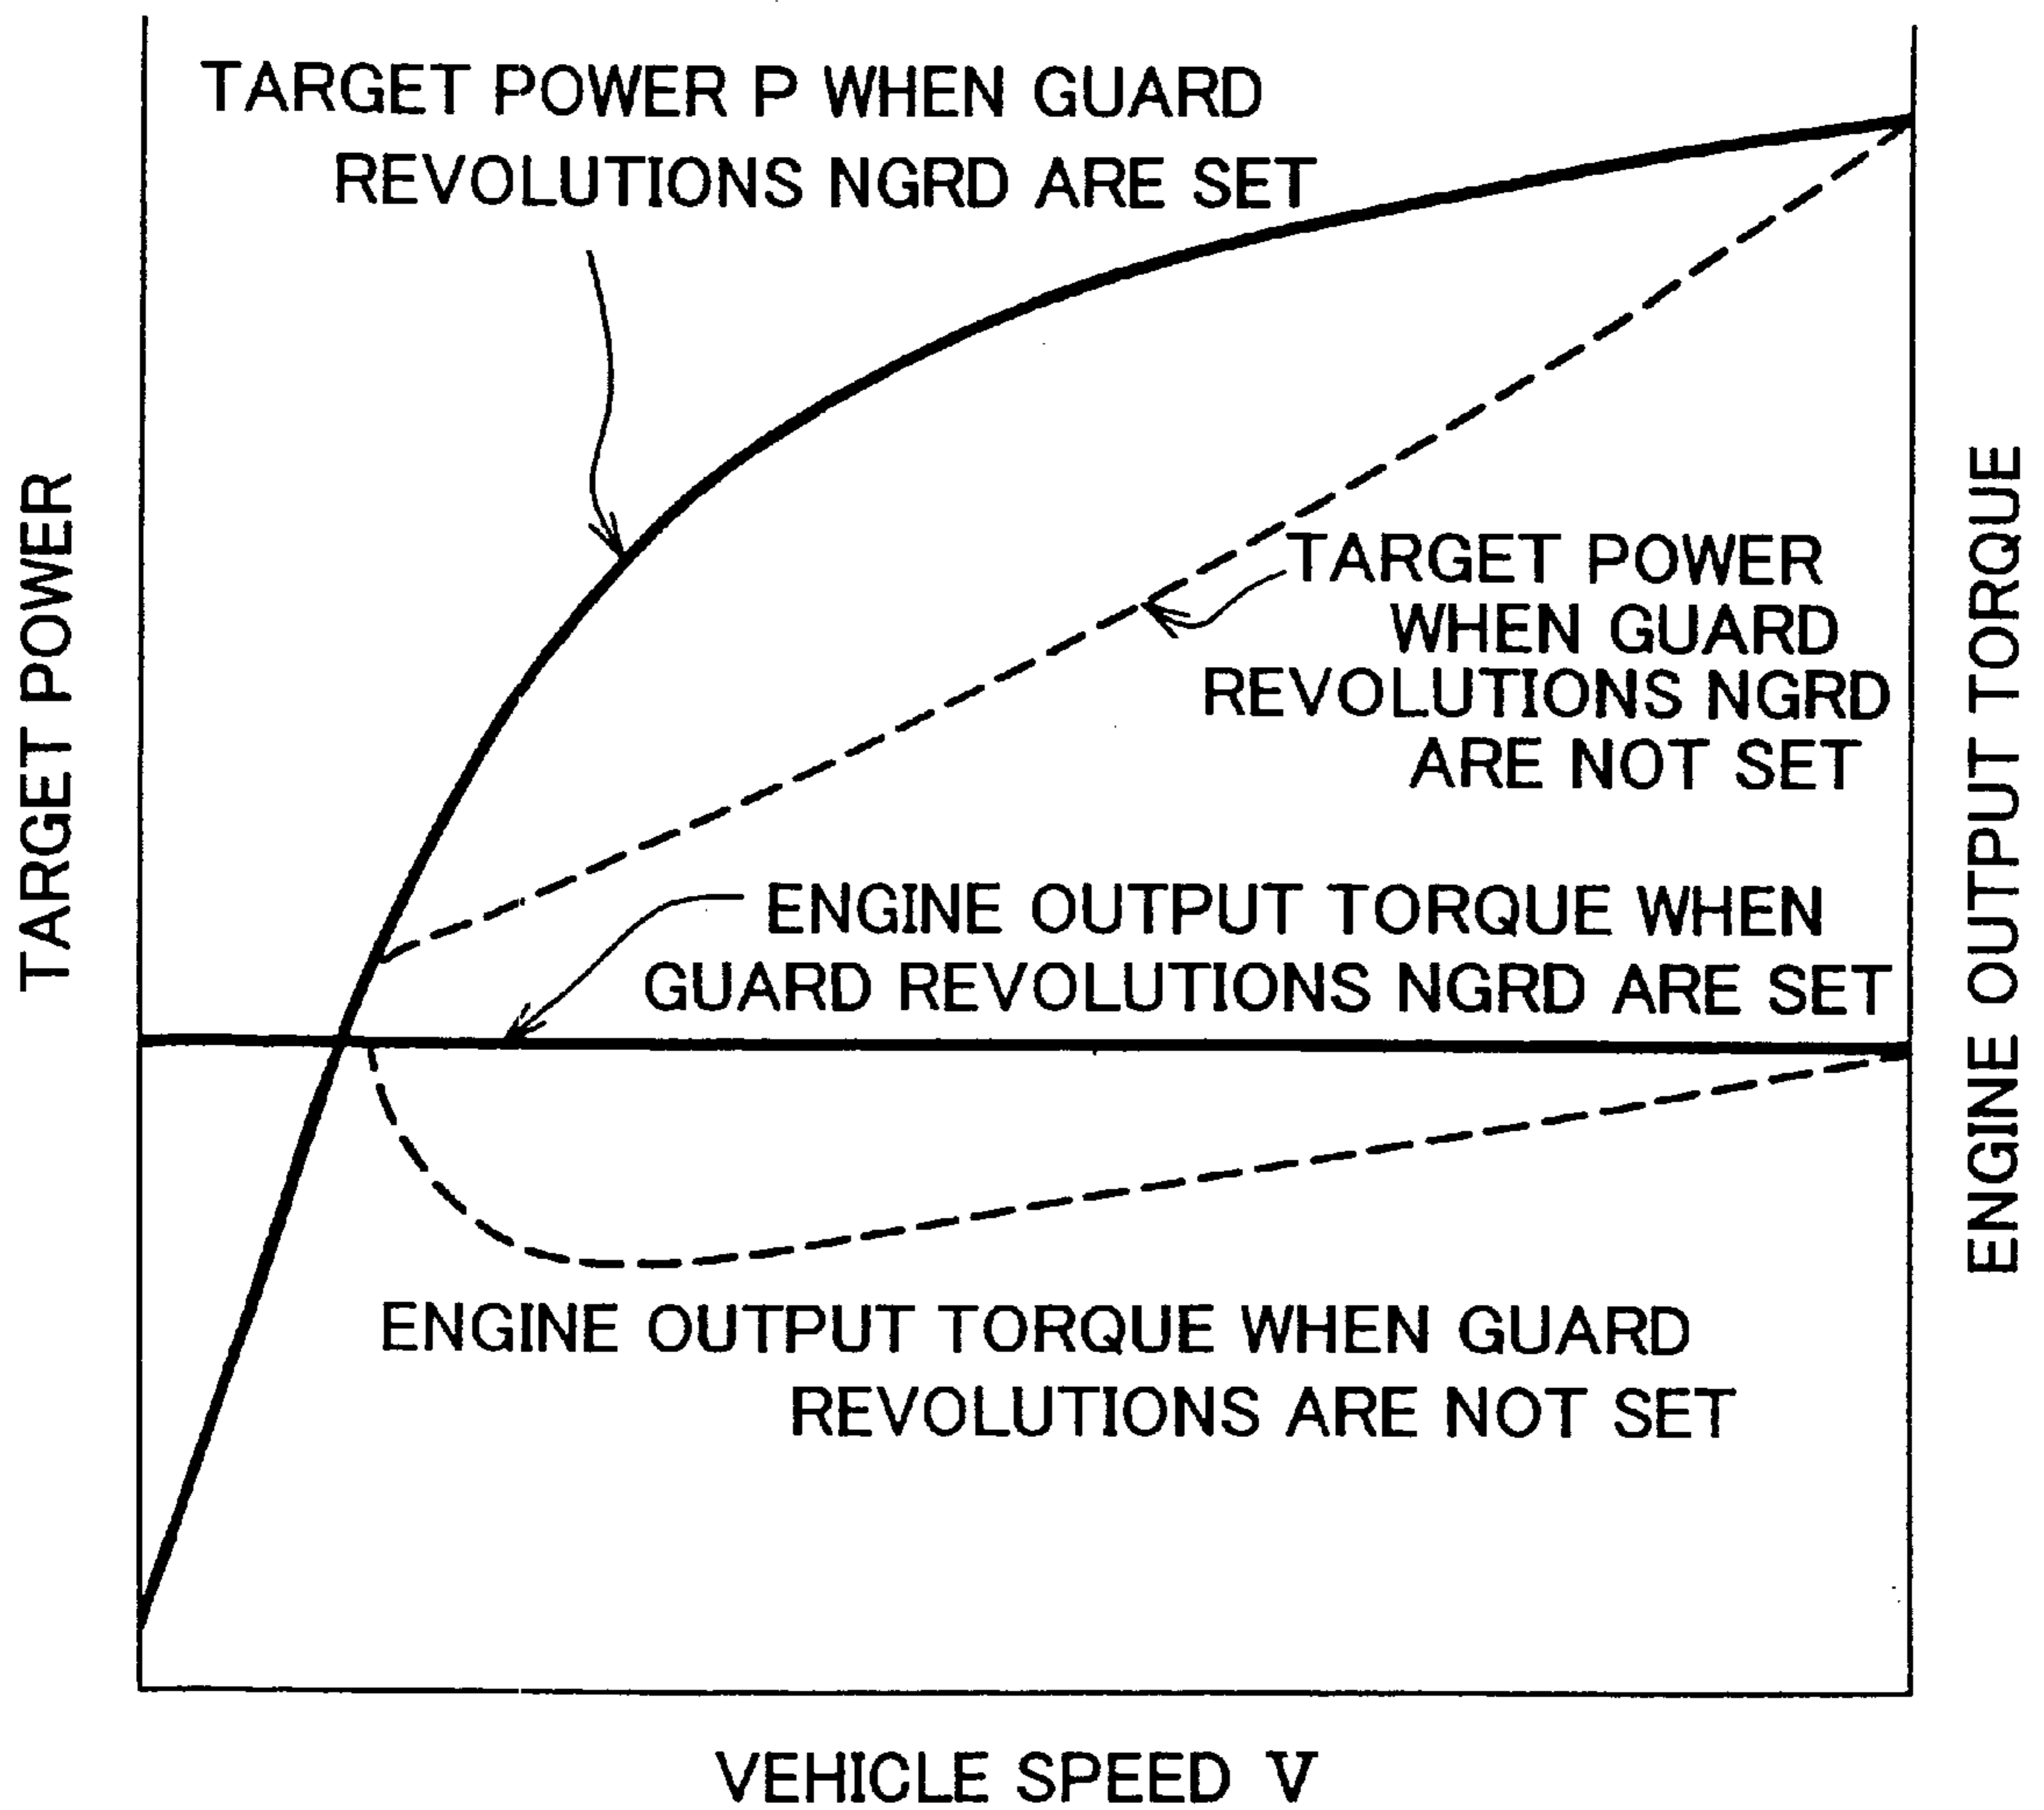 TARGET POWER P WHEN GUARD
REVOLUTIONS NGRD ARE SET
TARGET POWER
WHEN GUARD
REVOLUTIONS NGRD
ARE NOT SET
ENGINE OUTPUT TORQUE WHEN
GUARD REVOLUTIONS NGRD ARE SET
ENGINE OUTPUT TORQUE WHEN GUARD
REVOLUTIONS ARE NOT SET
TARGET POWER
ENGINE OUTPUT TORQUE
VEHICLE SPEED V